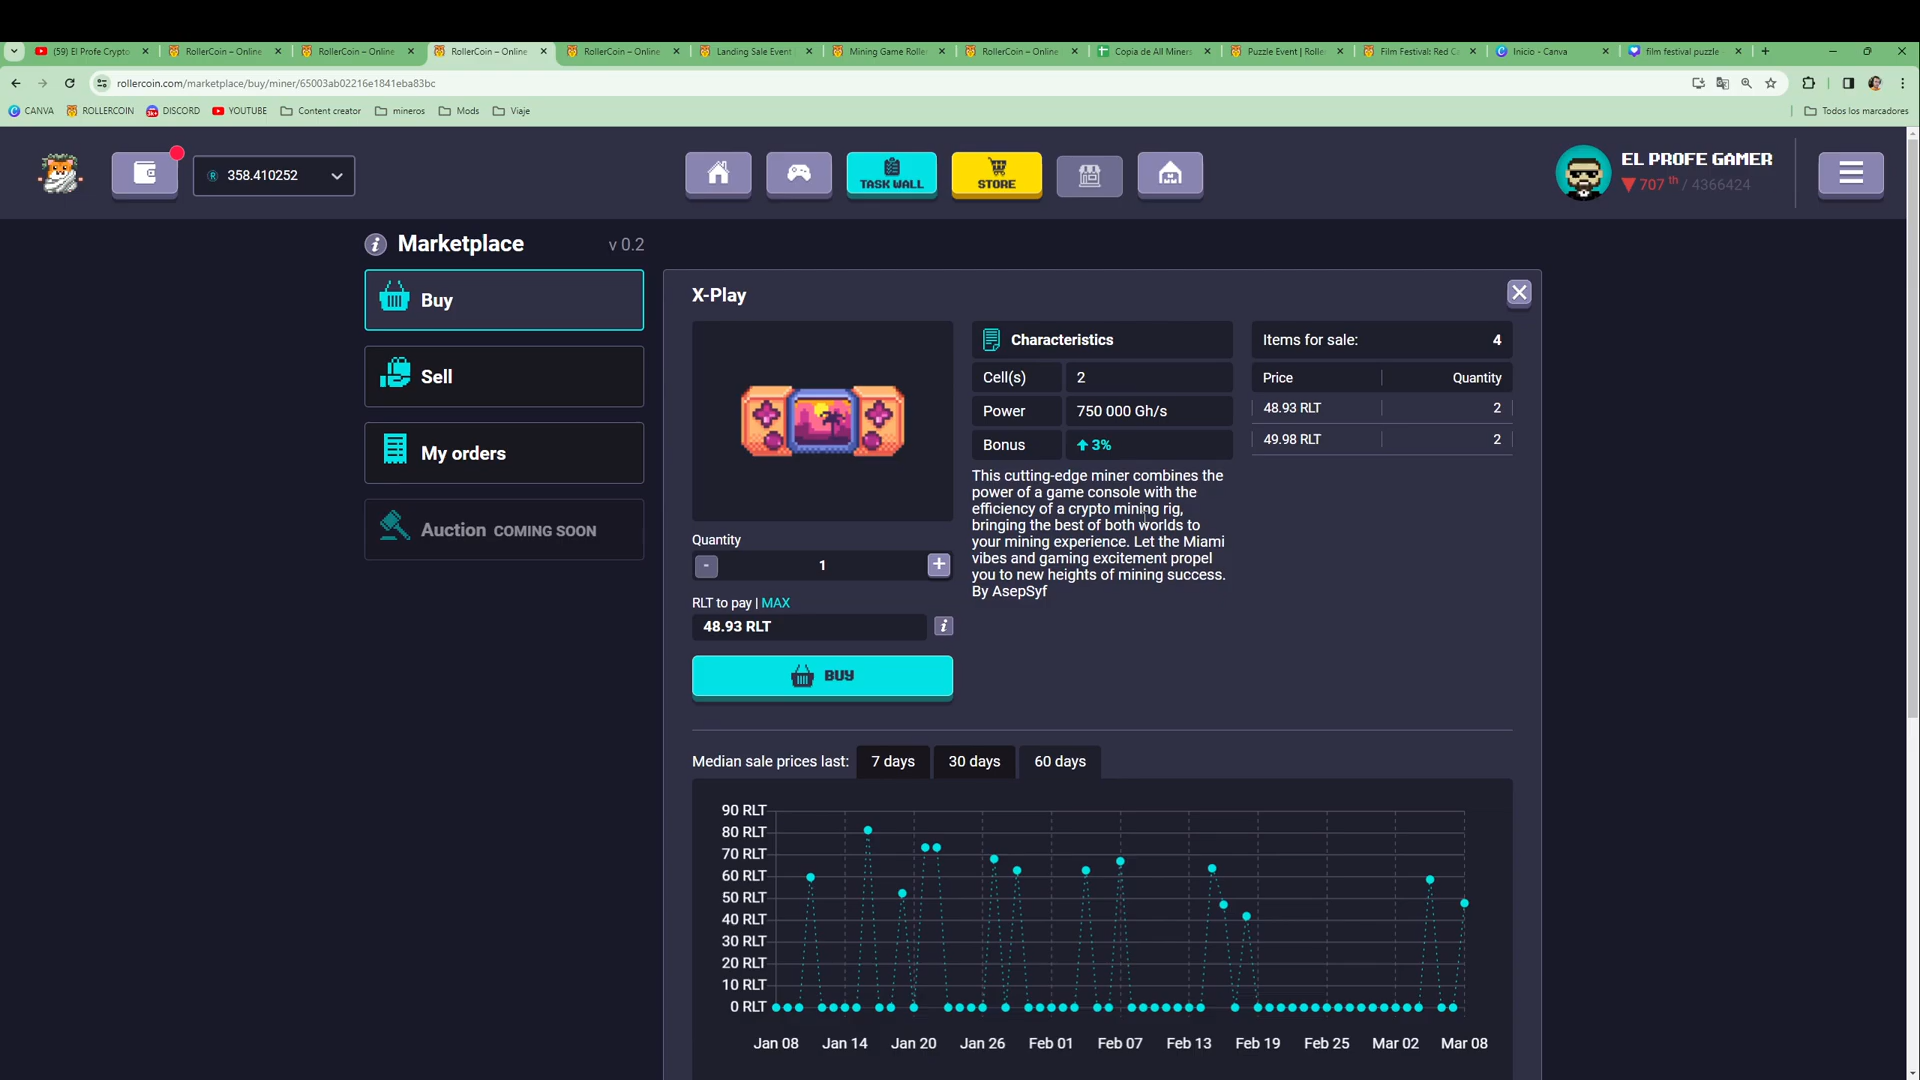 (59) El Profe Crypto
RollerCoin – Online
RollerCoin – Online
RollerCoin – Online
RollerCoin – Online
Landing Sale Event
Mining Game Roller
RollerCoin – Online
Copia de All Miners
Puzzle Event | Roller
Film Festival: Red C
Inicio - Canva
film festival puzzle
rollercoin.com/marketplace/buy/miner/65003ab02216e1841eba83bc
CANVA
ROLLERCOIN
DISCORD
YOUTUBE
Content creator
mineros
Mods
Viaje
Todos los marcadores
358.410252
TASK WALL
STORE
EL PROFE GAMER
707 th / 4366424
Marketplace
v 0.2
Buy
Sell
My orders
Auction COMING SOON
X-Play
Quantity
-
1
+
RLT to pay | MAX
48.93 RLT
BUY
Characteristics
Cell(s) 2
Power 750 000 Gh/s
Bonus 3%
This cutting-edge miner combines the
power of a game console with the
efficiency of a crypto mining rig,
bringing the best of both worlds to
your mining experience. Let the Miami
vibes and gaming excitement propel
you to new heights of mining success.
By AsepSyf
Items for sale: 4
Price Quantity
48.93 RLT 2
49.98 RLT 2
Median sale prices last: 7 days 30 days 60 days
90 RLT
80 RLT
70 RLT
60 RLT
50 RLT
40 RLT
30 RLT
20 RLT
10 RLT
0 RLT
Jan 08 Jan 14 Jan 20 Jan 26 Feb 01 Feb 07 Feb 13 Feb 19 Feb 25 Mar 02 Mar 08